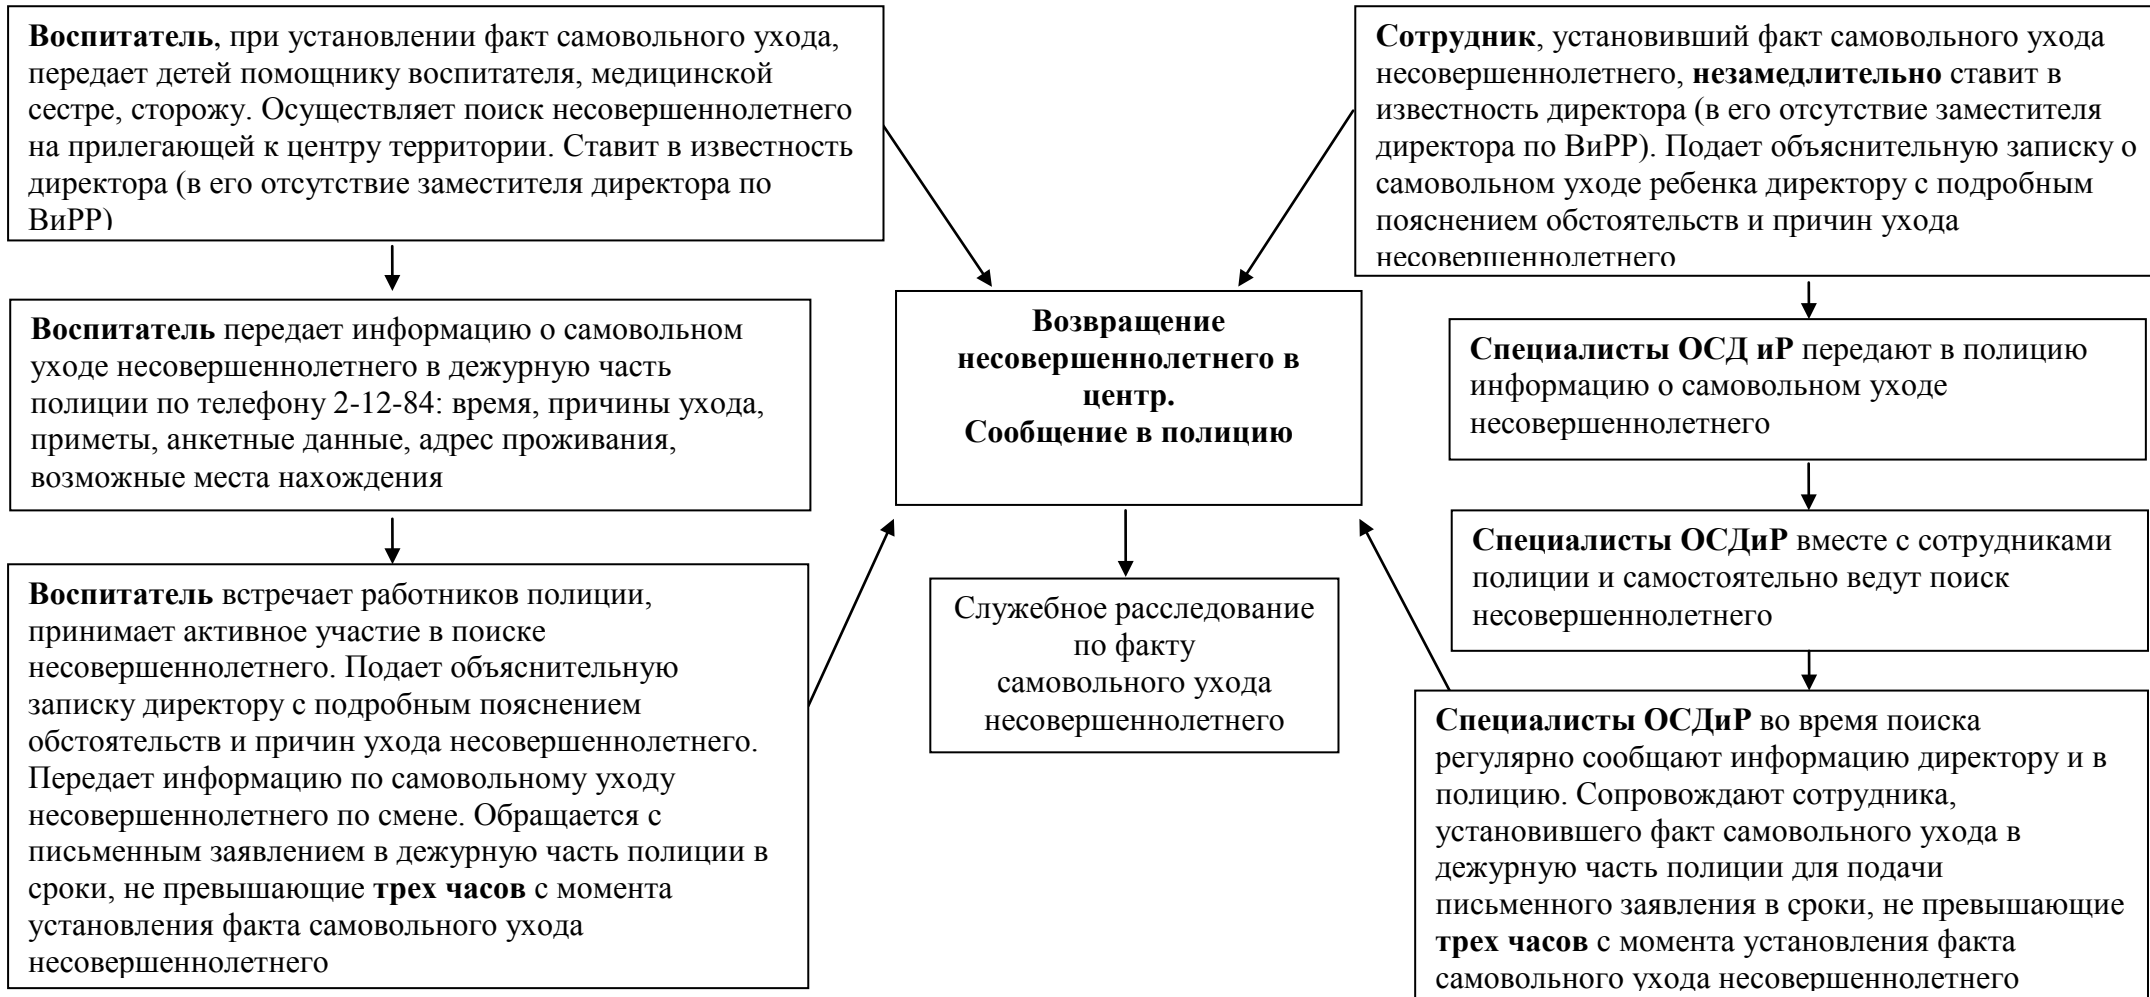 Воспитатель, при установлении факт самовольного ухода,
передает детей помощнику воспитателя, медицинской
сестре, сторожу. Осуществляет поиск несовершеннолетнего
на прилегающей к центру территории. Ставит в известность
директора (в его отсутствие заместителя директора по
ВиРР)
Воспитатель передает информацию о самовольном
уходе несовершеннолетнего в дежурную часть
полиции по телефону 2-12-84: время, причины ухода,
приметы, анкетные данные, адрес проживания,
возможные места нахождения
Воспитатель встречает работников полиции,
принимает активное участие в поиске
несовершеннолетнего. Подает объяснительную
записку директору с подробным пояснением
обстоятельств и причин ухода несовершеннолетнего.
Передает информацию по самовольному уходу
несовершеннолетнего по смене. Обращается с
письменным заявлением в дежурную часть полиции в
сроки, не превышающие трех часов с момента
установления факта самовольного ухода
несовершеннолетнего
Возвращение
несовершеннолетнего в
центр.
Сообщение в полицию
Служебное расследование
по факту
самовольного ухода
несовершеннолетнего
Сотрудник, установивший факт самовольного ухода
несовершеннолетнего, незамедлительно ставит в
известность директора (в его отсутствие заместителя
директора по ВиРР). Подает объяснительную записку о
самовольном уходе ребенка директору с подробным
пояснением обстоятельств и причин ухода
несовершеннолетнего
Специалисты ОСД иР передают в полицию
информацию о самовольном уходе
несовершеннолетнего
Специалисты ОСДиР вместе с сотрудниками
полиции и самостоятельно ведут поиск
несовершеннолетнего
Специалисты ОСДиР во время поиска
регулярно сообщают информацию директору и в
полицию. Сопровождают сотрудника,
установившего факт самовольного ухода в
дежурную часть полиции для подачи
письменного заявления в сроки, не превышающие
трех часов с момента установления факта
самовольного ухода несовершеннолетнего